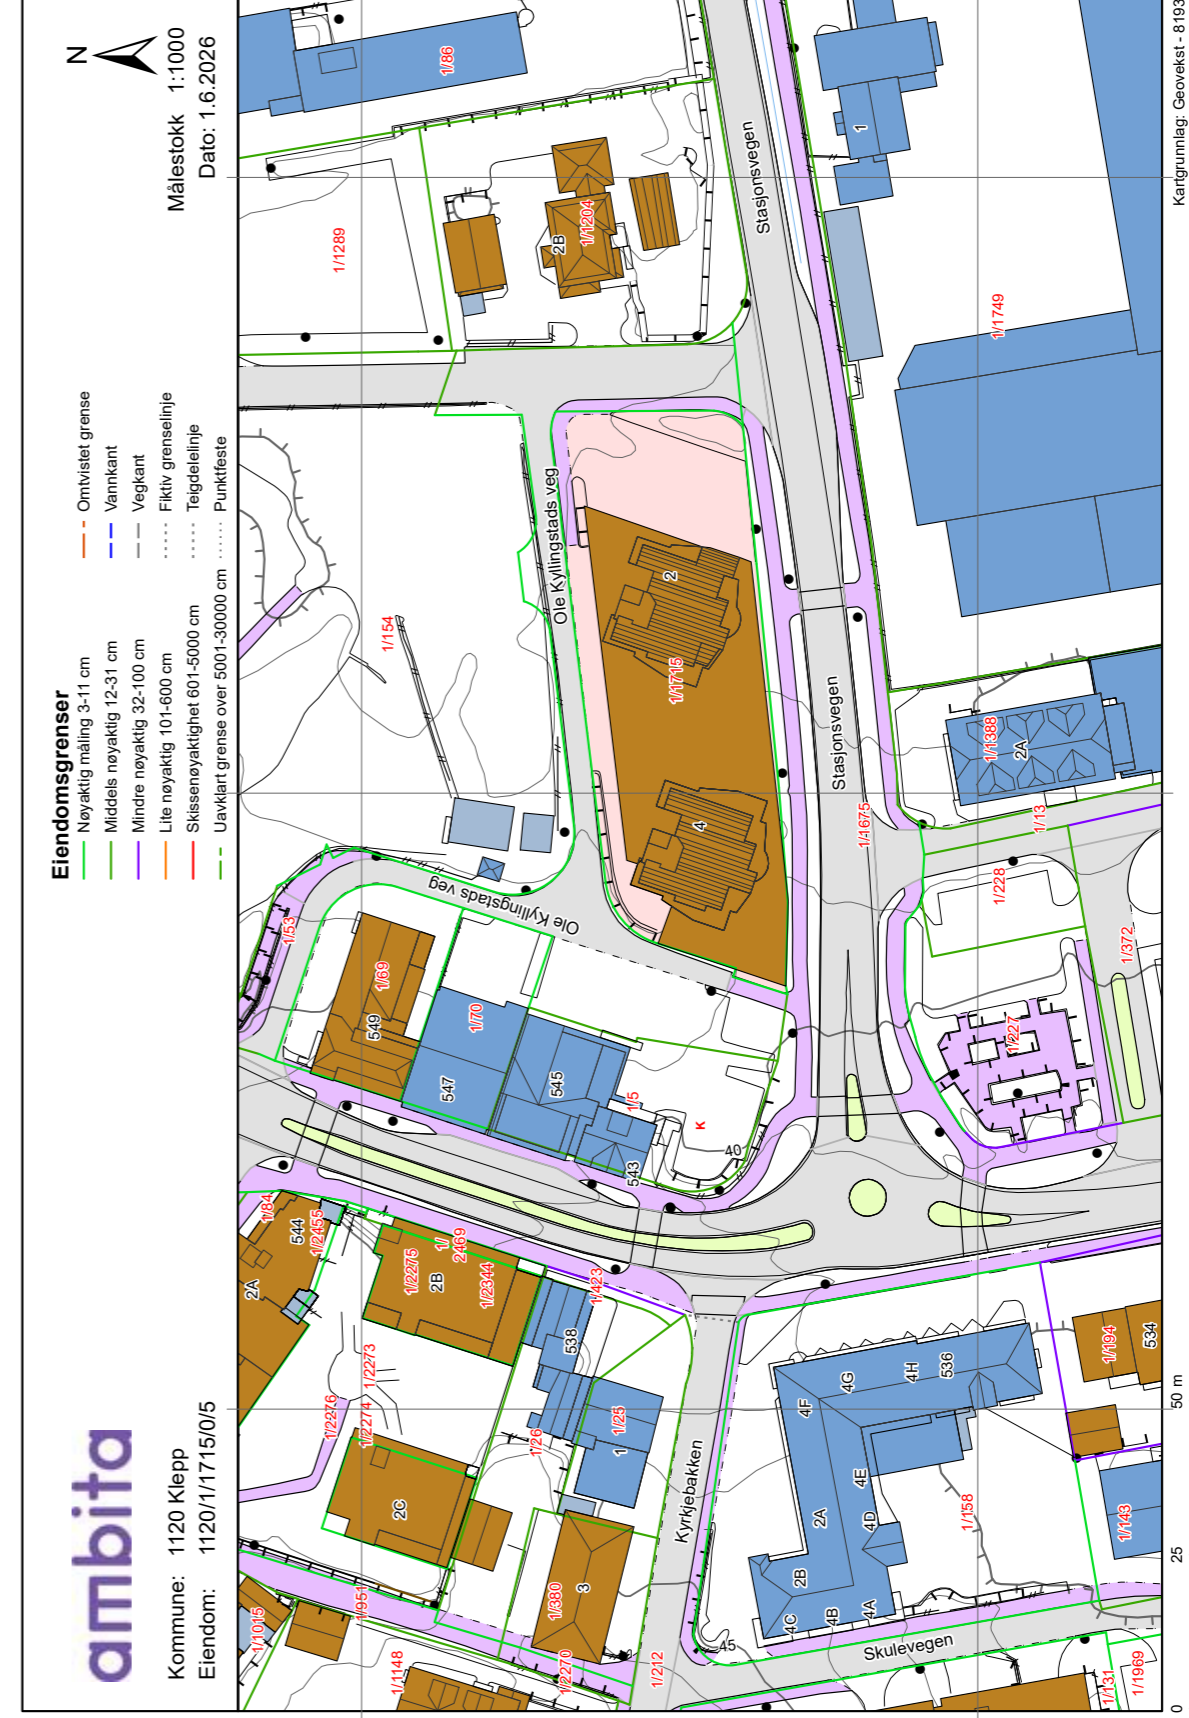 ambita
Kommune: 1120 Klepp
Eiendom: 1120/1/1715/0/5
Eiendomsgrenser
Nøyaktig måling 3-11 cm
Middels nøyaktig 12-31 cm
Mindre nøyaktig 32-100 cm
Lite nøyaktig 101-600 cm
Skissenøyaktighet 601-5000 cm
Uavklart grense over 5001-30000 cm
Omtvistet grense
Vannkant
Vegkant
Fiktiv grenselinje
Teigdelelinje
Punktfeste
N
Målestokk 1:1000
Dato: 1.6.2026
1/1015
1/951
1/1148
1/2270
1/380
3
1/212
2C
1/2276
1/2274
1/2273
1/26
1/25
1
538
1/423
2A
1/84
544
1/2455
1/2275
2B
1/
2469
1/2344
1/53
549
1/69
547
1/70
545
543
1/5
K
40
Ole Kyllingstads veg
1/154
Ole Kyllingstads veg
1/1289
1/86
2B
1/1204
1/1715
2
4
Stasjonsvegen
Stasjonsvegen
1/1675
1
1/1749
1/1388
2A
1/13
1/228
1/372
1/227
Kyrkjebakken
45
4C
2B
4B
4A
2A
4D
4E
4F
4G
4H
536
1/158
1/194
534
1/143
Skulevegen
1/131
1/1969
0
25
50 m
Kartgrunnlag: Geovekst - 8193